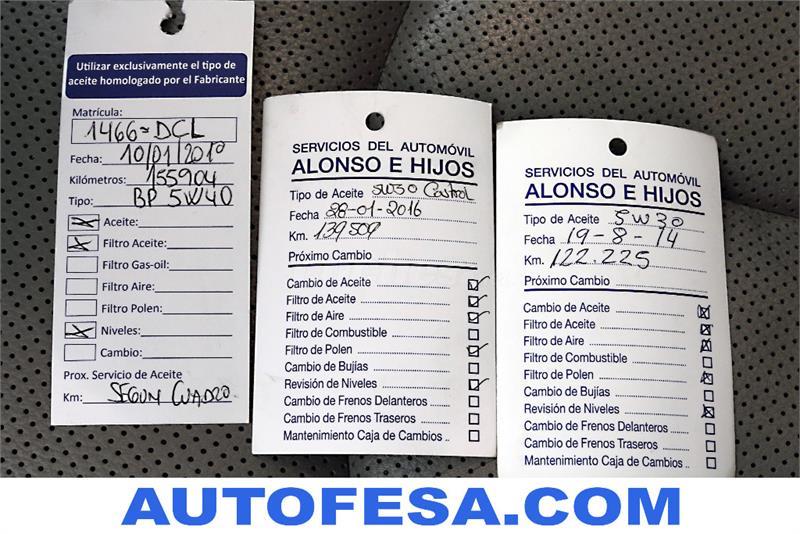 Utilizar exclusivamente el tipo de
aceite homologado por el Fabricante
Matrícula:
1466=DCL
Fecha: 10/01/2018
Kilómetros: 155904
Tipo: BP 5W40
Aceite:
Filtro Aceite:
Filtro Gas-oil:
Filtro Aire:
Filtro Polen:
Niveles:
Cambio:
Prox. Servicio de Aceite
Km: SEGUN CUADRO
SERVICIOS DEL AUTOMÓVIL
ALONSO E HIJOS
Tipo de Aceite 5W30 Castrol
Fecha 28-01-2016
Km. 139509
Próximo Cambio
Cambio de Aceite
Filtro de Aceite
Filtro de Aire
Filtro de Combustible
Filtro de Polen
Cambio de Bujías
Revisión de Niveles
Cambio de Frenos Delanteros
Cambio de Frenos Traseros
Mantenimiento Caja de Cambios ..
SERVICIOS DEL AUTOMÓVIL
ALONSO E HIJOS
Tipo de Aceite 5W30
Fecha 19-8-14
Km. 122.225
Próximo Cambio
Cambio de Aceite
Filtro de Aceite
Filtro de Aire
Filtro de Combustible
Filtro de Polen
Cambio de Bujías
Revisión de Niveles
Cambio de Frenos Delanteros
Cambio de Frenos Traseros
Mantenimiento Caja de Cambios ..
AUTOFESA.COM